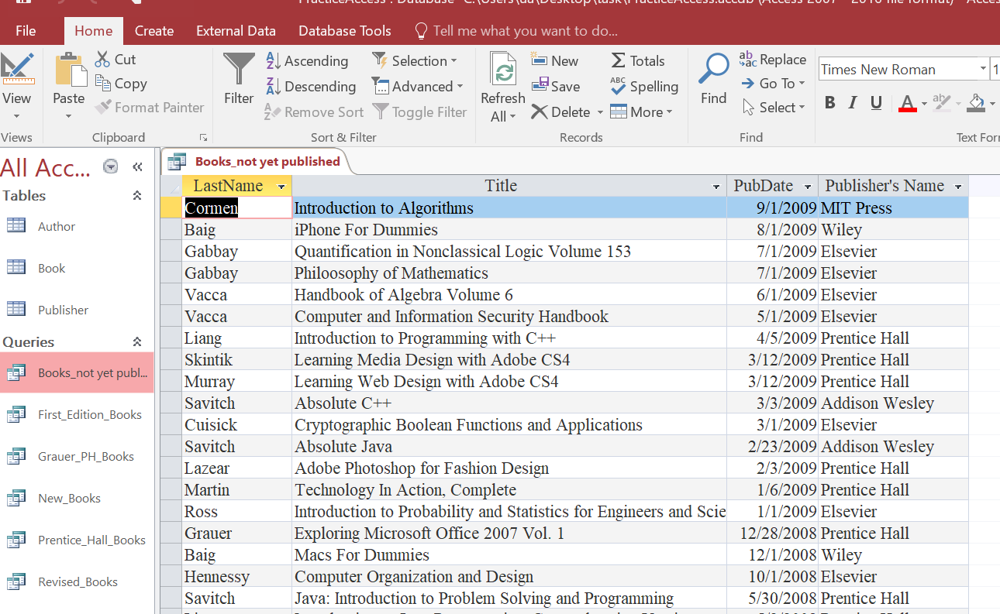 PracticeAccess : Database- C:\Users\ua\Desktop\task\PracticeAccess.accdb (Access 2007 - 2016 file format) -
File Home Create External Data Database Tools Tell me what you want to do...
View
Views
Paste
Cut
Copy
Format Painter
Clipboard
Filter
Ascending
Descending
Remove Sort
Selection
Advanced
Toggle Filter
Sort & Filter
Refresh
All
New
Save
Delete
Totals
Spelling
More
Records
Find
Replace
Go To
Select
Find
Times New Roman
B I U A
All Acc...
Tables
Author
Book
Publisher
Queries
Books_not yet publ...
First_Edition_Books
Grauer_PH_Books
New_Books
Prentice_Hall_Books
Revised_Books
Books_not yet published
LastName Title PubDate Publisher's Name
Cormen Introduction to Algorithms 9/1/2009 MIT Press
Baig iPhone For Dummies 8/1/2009 Wiley
Gabbay Quantification in Nonclassical Logic Volume 153 7/1/2009 Elsevier
Gabbay Philoosophy of Mathematics 7/1/2009 Elsevier
Vacca Handbook of Algebra Volume 6 6/1/2009 Elsevier
Vacca Computer and Information Security Handbook 5/1/2009 Elsevier
Liang Introduction to Programming with C++ 4/5/2009 Prentice Hall
Skintik Learning Media Design with Adobe CS4 3/12/2009 Prentice Hall
Murray Learning Web Design with Adobe CS4 3/12/2009 Prentice Hall
Savitch Absolute C++ 3/3/2009 Addison Wesley
Cuisick Cryptographic Boolean Functions and Applications 3/1/2009 Elsevier
Savitch Absolute Java 2/23/2009 Addison Wesley
Lazear Adobe Photoshop for Fashion Design 2/3/2009 Prentice Hall
Martin Technology In Action, Complete 1/6/2009 Prentice Hall
Ross Introduction to Probability and Statistics for Engineers and Scie 1/1/2009 Elsevier
Grauer Exploring Microsoft Office 2007 Vol. 1 12/28/2008 Prentice Hall
Baig Macs For Dummies 12/1/2008 Wiley
Hennessy Computer Organization and Design 10/1/2008 Elsevier
Savitch Java: Introduction to Problem Solving and Programming 5/30/2008 Prentice Hall